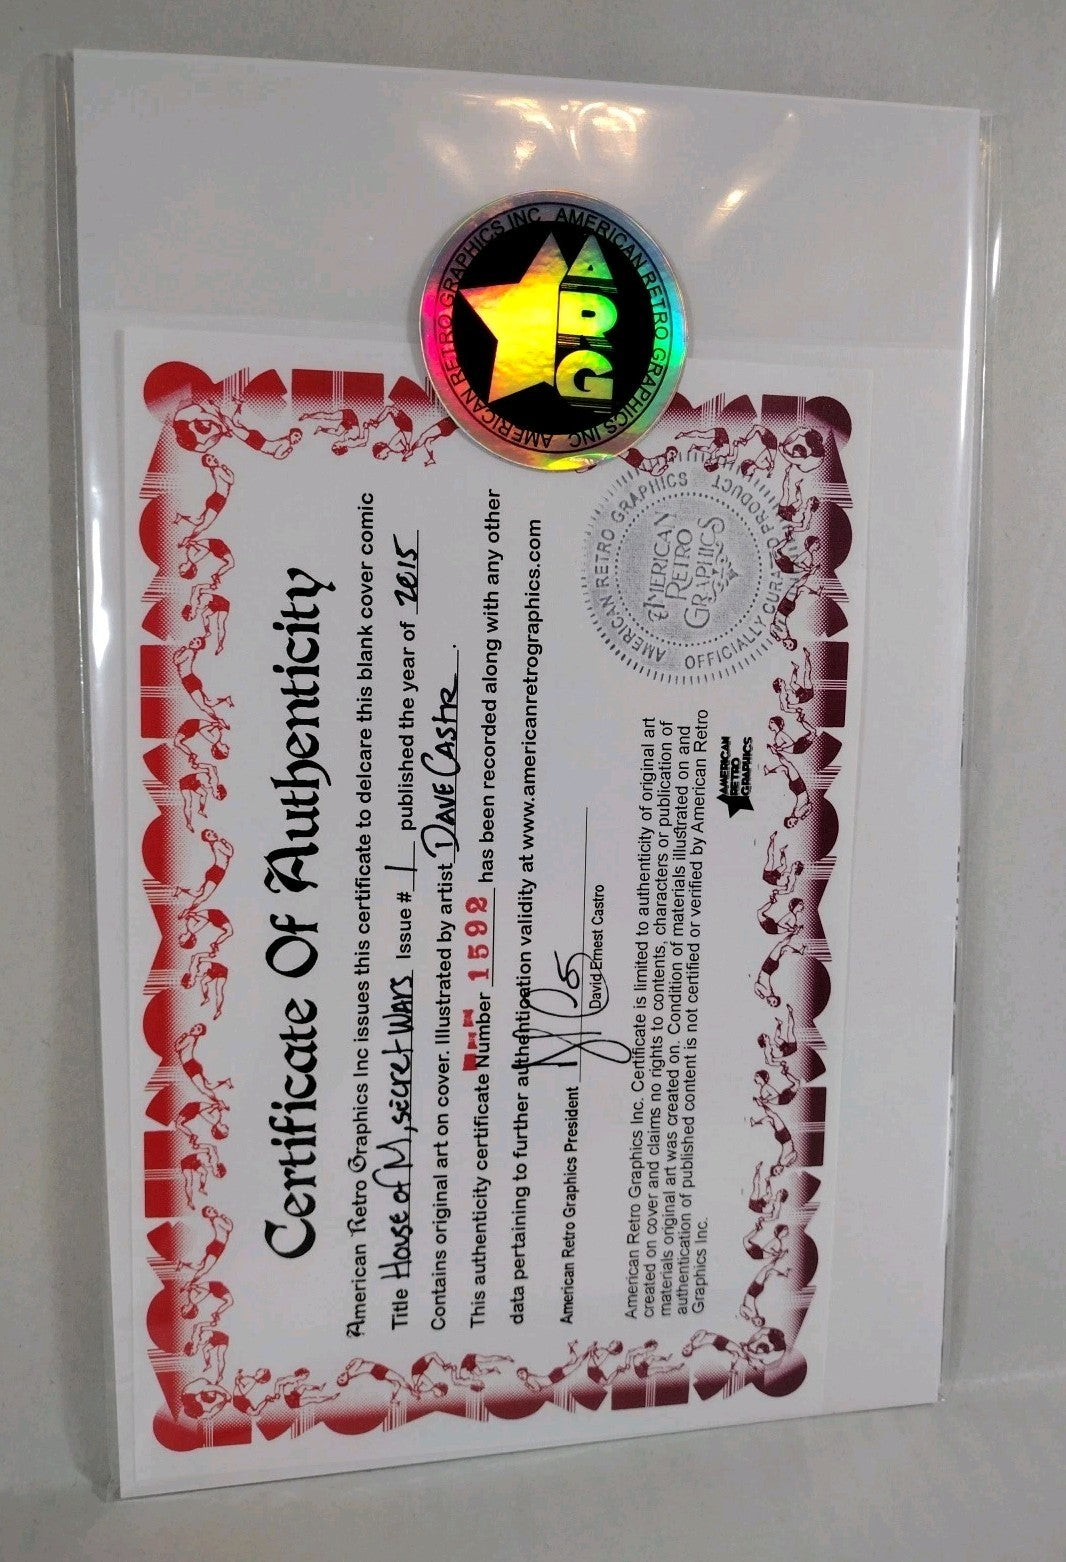 AMERICAN RETRO GRAPHICS INC AMERICAN RETRO GRAPHICS INC
ARG
Certificate Of Authenticity
American Retro Graphics Inc issues this certificate to delcare this blank cover comic
Title House of M, secret Wars Issue # 1 published the year of 2015
Contains original art on cover. Illustrated by artist Dave Castr.
This authenticity certificate Number 1592 has been recorded along with any other
data pertaining to further authentication validity at www.americanretrographics.com
American Retro Graphics President
David Ernest Castro
American Retro Graphics Inc. Certificate is limited to authenticity of original art
created on cover and claims no rights to contents, characters or publication of
materials original art was created on. Condition of materials illustrated on and
authentication of published content is not certified or verified by American Retro
Graphics Inc.
AMERICAN
RETRO
GRAPHICS
AMERICAN RETRO GRAPHICS
AMERICAN
RETRO
GRAPHICS
OFFICIALLY CURATED PRODUCT